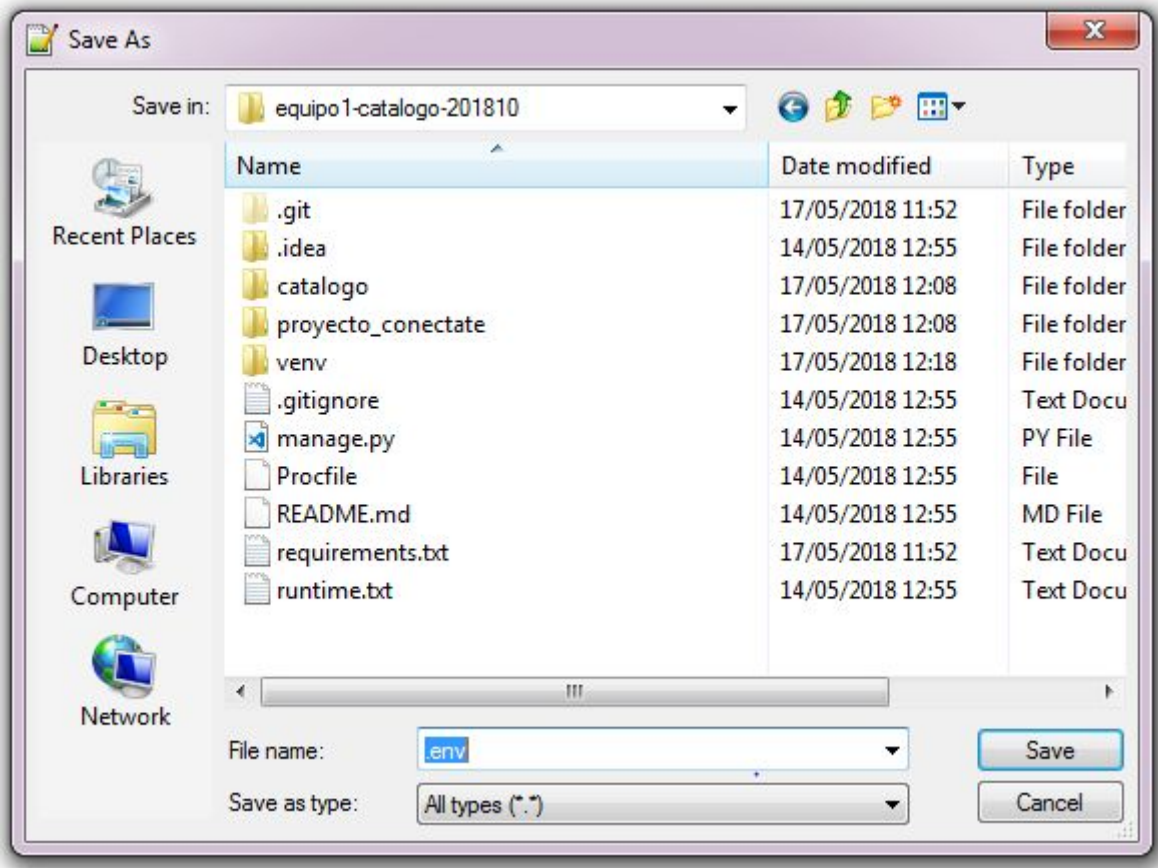 Save As
Save in: equipo1-catalogo-201810
Name Date modified Type
.git 17/05/2018 11:52 File folder
.idea 14/05/2018 12:55 File folder
catalogo 17/05/2018 12:08 File folder
proyecto_conectate 17/05/2018 12:08 File folder
venv 17/05/2018 12:18 File folder
.gitignore 14/05/2018 12:55 Text Docu
manage.py 14/05/2018 12:55 PY File
Procfile 14/05/2018 12:55 File
README.md 14/05/2018 12:55 MD File
requirements.txt 17/05/2018 11:52 Text Docu
runtime.txt 14/05/2018 12:55 Text Docu
Recent Places
Desktop
Libraries
Computer
Network
File name: .env Save
Save as type: All types (*.*) Cancel